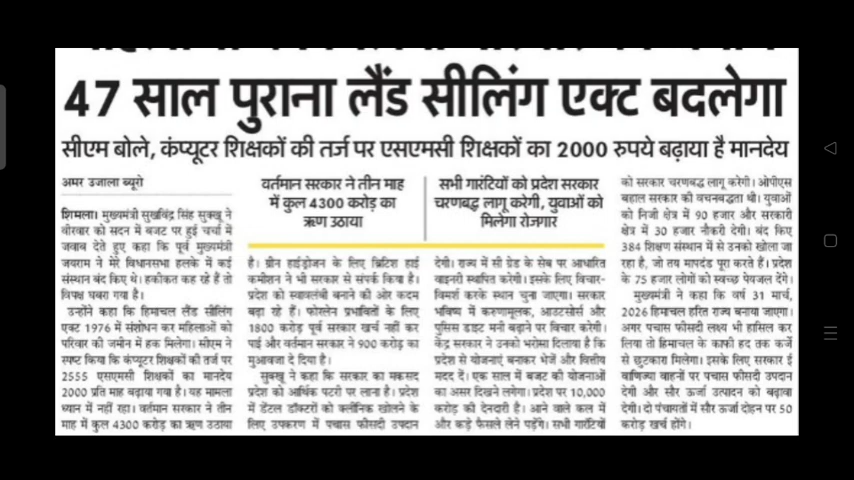 47 साल पुराना लैंड सीलिंग एक्ट बदलेगा
सीएम बोले, कंप्यूटर शिक्षकों की तर्ज पर एसएमसी शिक्षकों का 2000 रुपये बढ़ाया है मानदेय
अमर उजाला ब्यूरो
शिमला। मुख्यमंत्री सुखविंद्र सिंह सुक्खू ने
वीरवार को सदन में बजट पर हुई चर्चा में
जवाब देते हुए कहा कि पूर्व मुख्यमंत्री
जयराम ने मेरे विधानसभा हलके में कई
संस्थान बंद किए थे। हकीकत कह रहे हैं तो
विपक्ष घबरा गया है।
उन्होंने कहा कि हिमाचल लैंड सीलिंग
एक्ट 1976 में संशोधन कर महिलाओं को
परिवार की जमीन में हक मिलेगा। सीएम ने
स्पष्ट किया कि कंप्यूटर शिक्षकों की तर्ज पर
2555 एसएमसी शिक्षकों का मानदेय
2000 प्रति माह बढ़ाया गया है। यह मामला
ध्यान में नहीं रहा। वर्तमान सरकार ने तीन
माह में कुल 4300 करोड़ का ऋण उठाया
वर्तमान सरकार ने तीन माह
में कुल 4300 करोड़ का
ऋण उठाया
है। ग्रीन हाईड्रोजन के लिए ब्रिटिश हाई
कमीशन ने भी सरकार से संपर्क किया है।
प्रदेश को स्वावलंबी बनाने की ओर कदम
बढ़ा रहे हैं। फोरलेन प्रभावितों के लिए
1800 करोड़ पूर्व सरकार खर्च नहीं कर
पाई और वर्तमान सरकार ने 900 करोड़ का
मुआवजा दे दिया है।
सुक्खू ने कहा कि सरकार का मकसद
प्रदेश को आर्थिक पटरी पर लाना है। प्रदेश
में डेंटल डॉक्टरों को क्लीनिक खोलने के
लिए उपकरण में पचास फीसदी उपदान
सभी गारंटियों को प्रदेश सरकार
चरणबद्ध लागू करेगी, युवाओं को
मिलेगा रोजगार
देगी। राज्य में सी ग्रेड के सेब पर आधारित
वाइनरी स्थापित करेगी। इसके लिए विचार-
विमर्श करके स्थान चुना जाएगा। सरकार
भविष्य में करुणामूलक, आउटसोर्स और
पुलिस डाइट मनी बढ़ाने पर विचार करेगी।
केंद्र सरकार ने उनको भरोसा दिलाया है कि
प्रदेश से योजनाएं बनाकर भेजें और वित्तीय
मदद दें। एक साल में बजट की योजनाओं
का असर दिखने लगेगा। प्रदेश पर 10,000
करोड़ की देनदारी है। आने वाले कल में
और कड़े फैसले लेने पड़ेंगे। सभी गारंटियों
को सरकार चरणबद्ध लागू करेगी। ओपीएस
बहाल सरकार की वचनबद्धता थी। युवाओं
को निजी क्षेत्र में 90 हजार और सरकारी
क्षेत्र में 30 हजार नौकरी देगी। बंद किए
384 शिक्षण संस्थान में से उनको खोला जा
रहा है, जो तय मापदंड पूरा करते हैं। प्रदेश
के 75 हजार लोगों को स्वच्छ पेयजल देंगे।
मुख्यमंत्री ने कहा कि वर्ष 31 मार्च,
2026 हिमाचल हरित राज्य बनाया जाएगा।
अगर पचास फीसदी लक्ष्य भी हासिल कर
लिया तो हिमाचल के काफी हद तक कर्जे
से छुटकारा मिलेगा। इसके लिए सरकार ई
वाणिज्य वाहनों पर पचास फीसदी उपदान
देगी और सौर ऊर्जा उत्पादन को बढ़ावा
देगी। दो पंचायतों में सौर ऊर्जा दोहन पर 50
करोड़ खर्च होंगे।